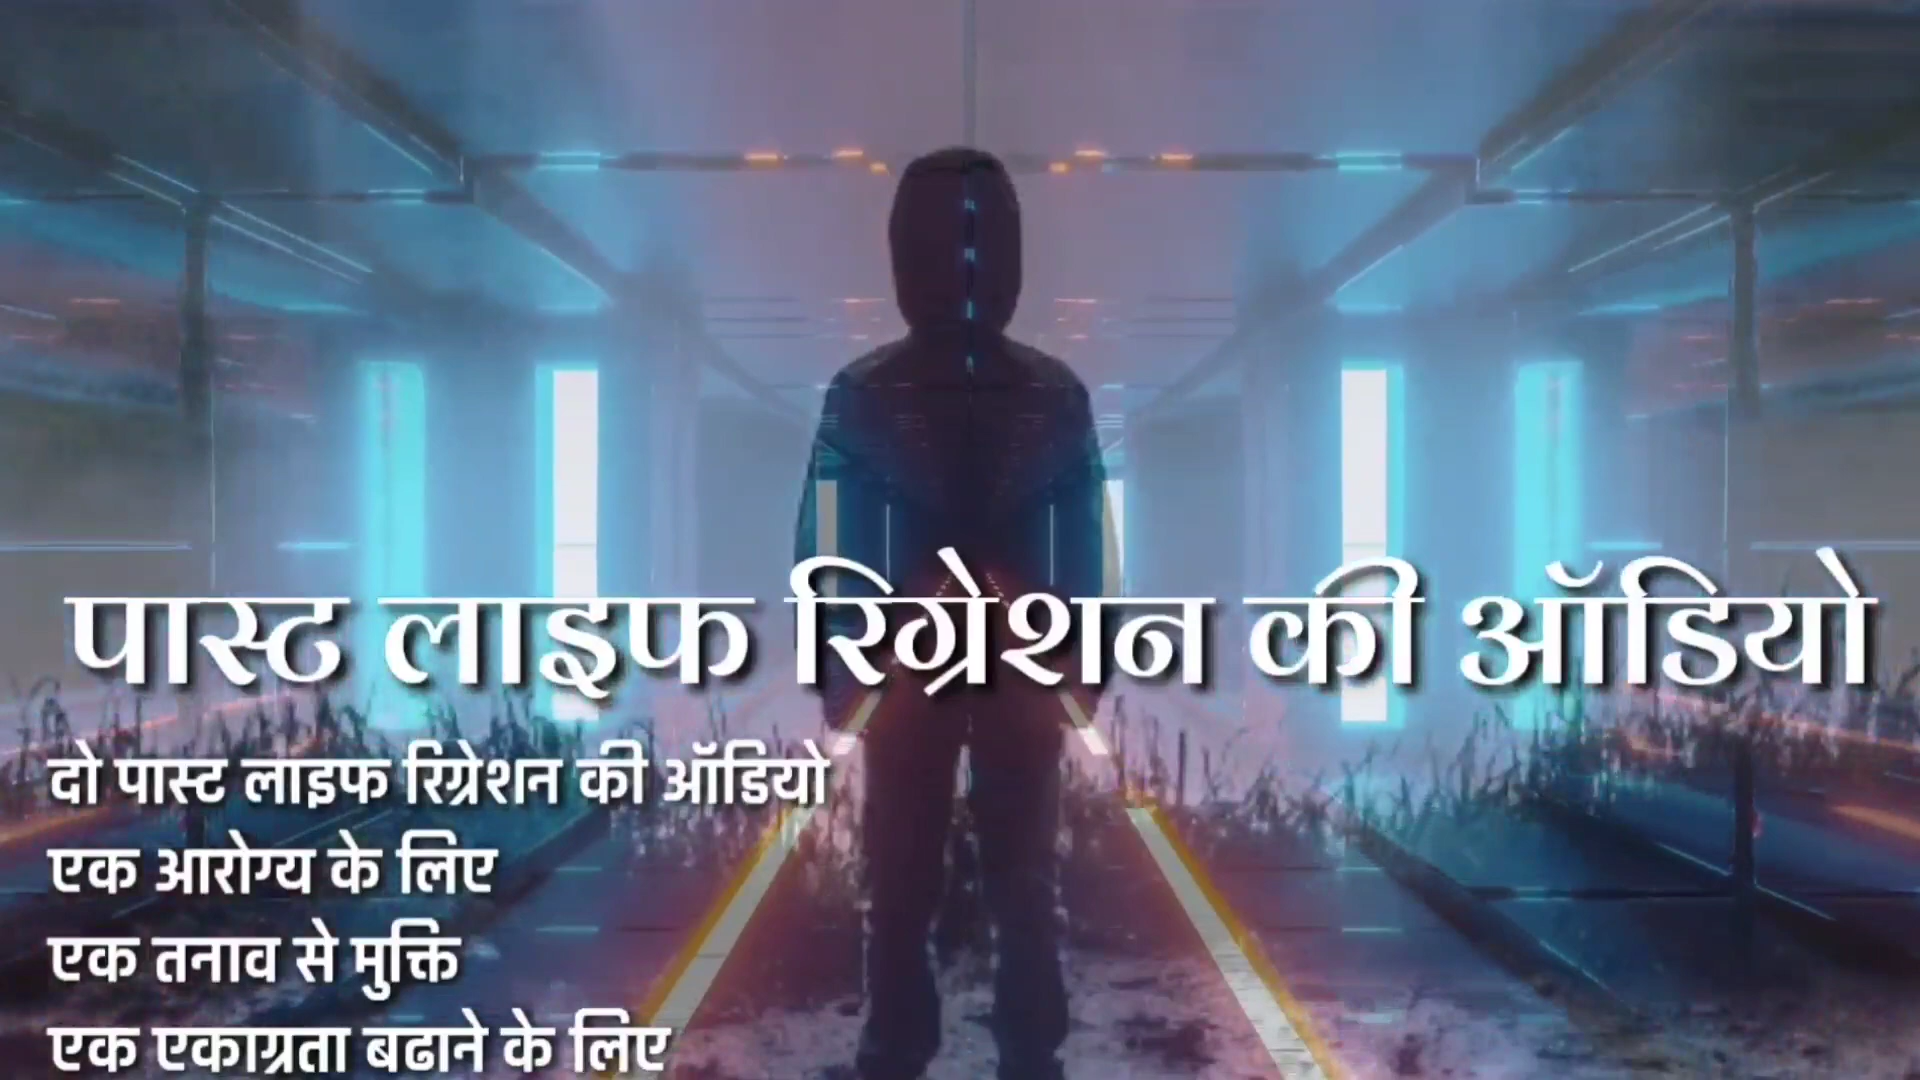 पास्ट लाइफ रिग्रेशन की ऑडियो
दो पास्ट लाइफ रिग्रेशन की ऑडियो
एक आरोग्य के लिए
एक तनाव से मुक्ति
एक एकाग्रता बढाने के लिए